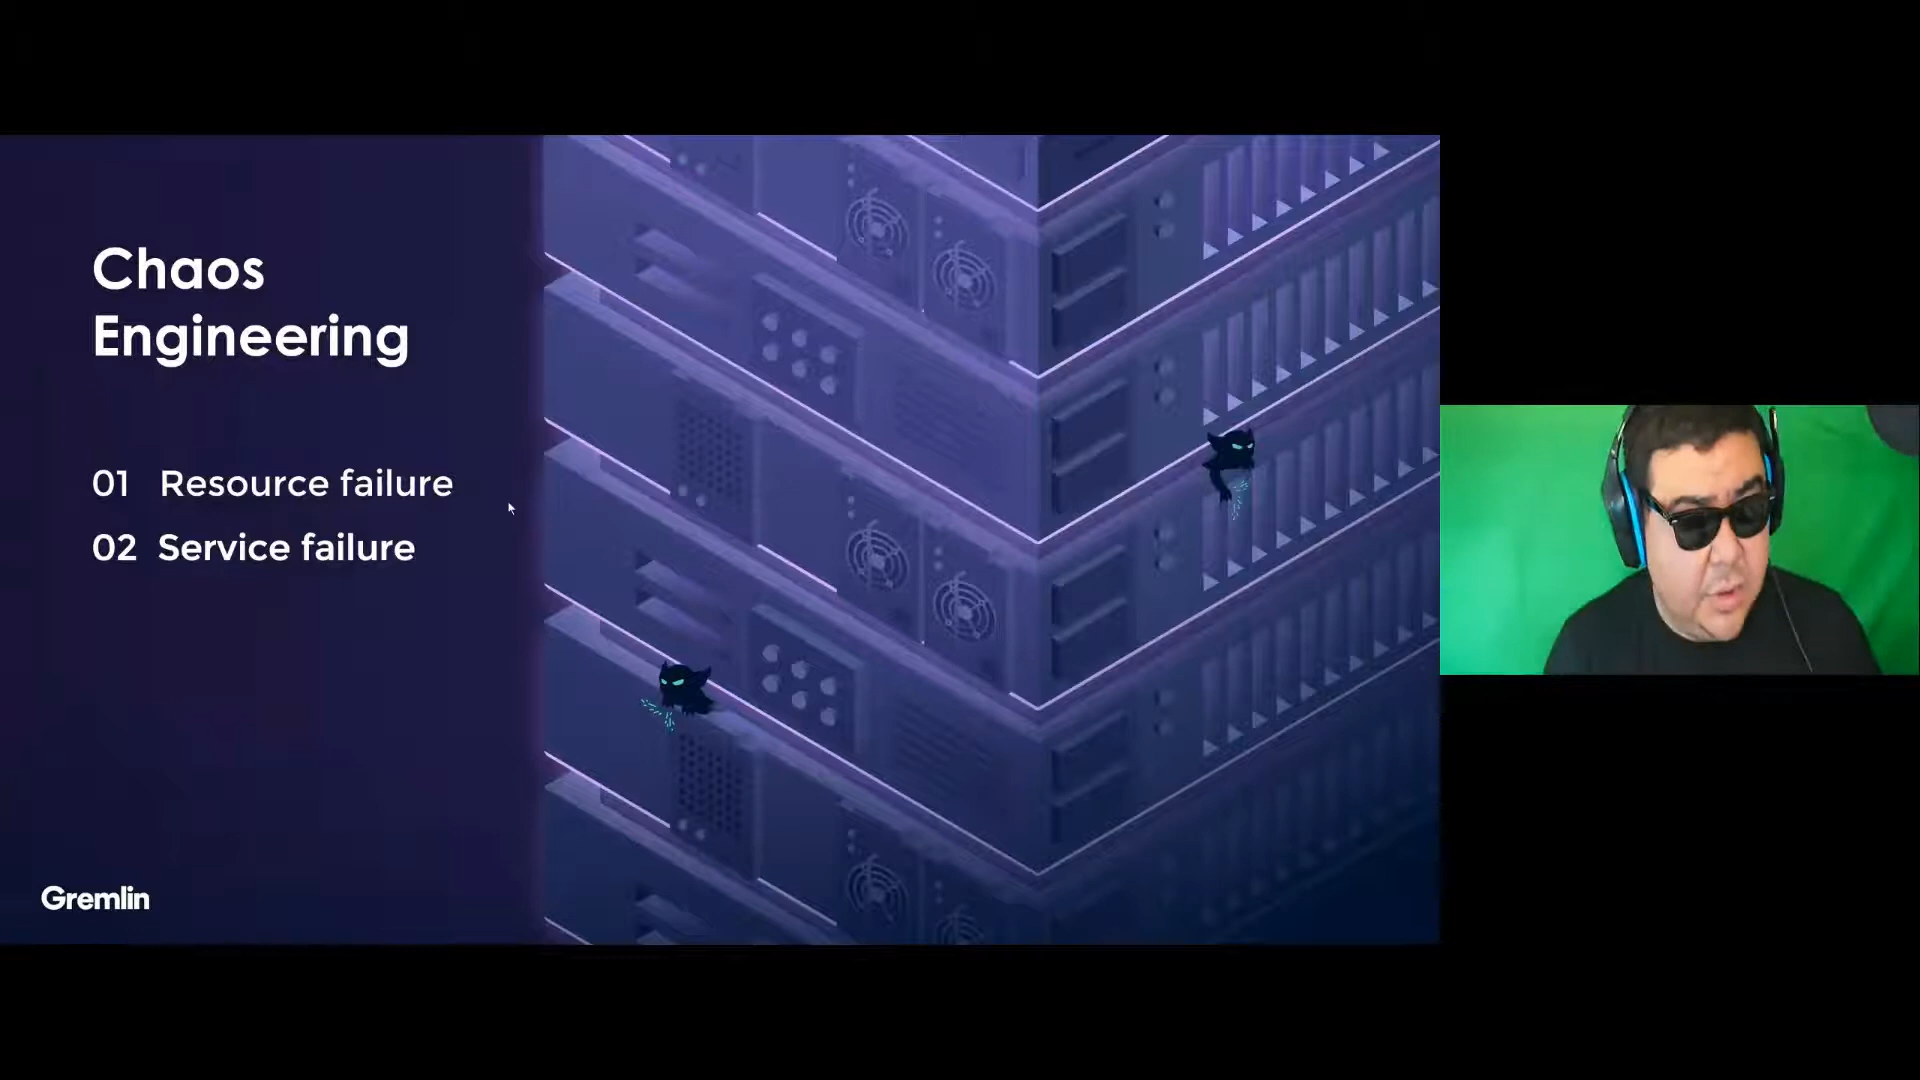 Chaos
Engineering
01 Resource failure
02 Service failure
Gremlin